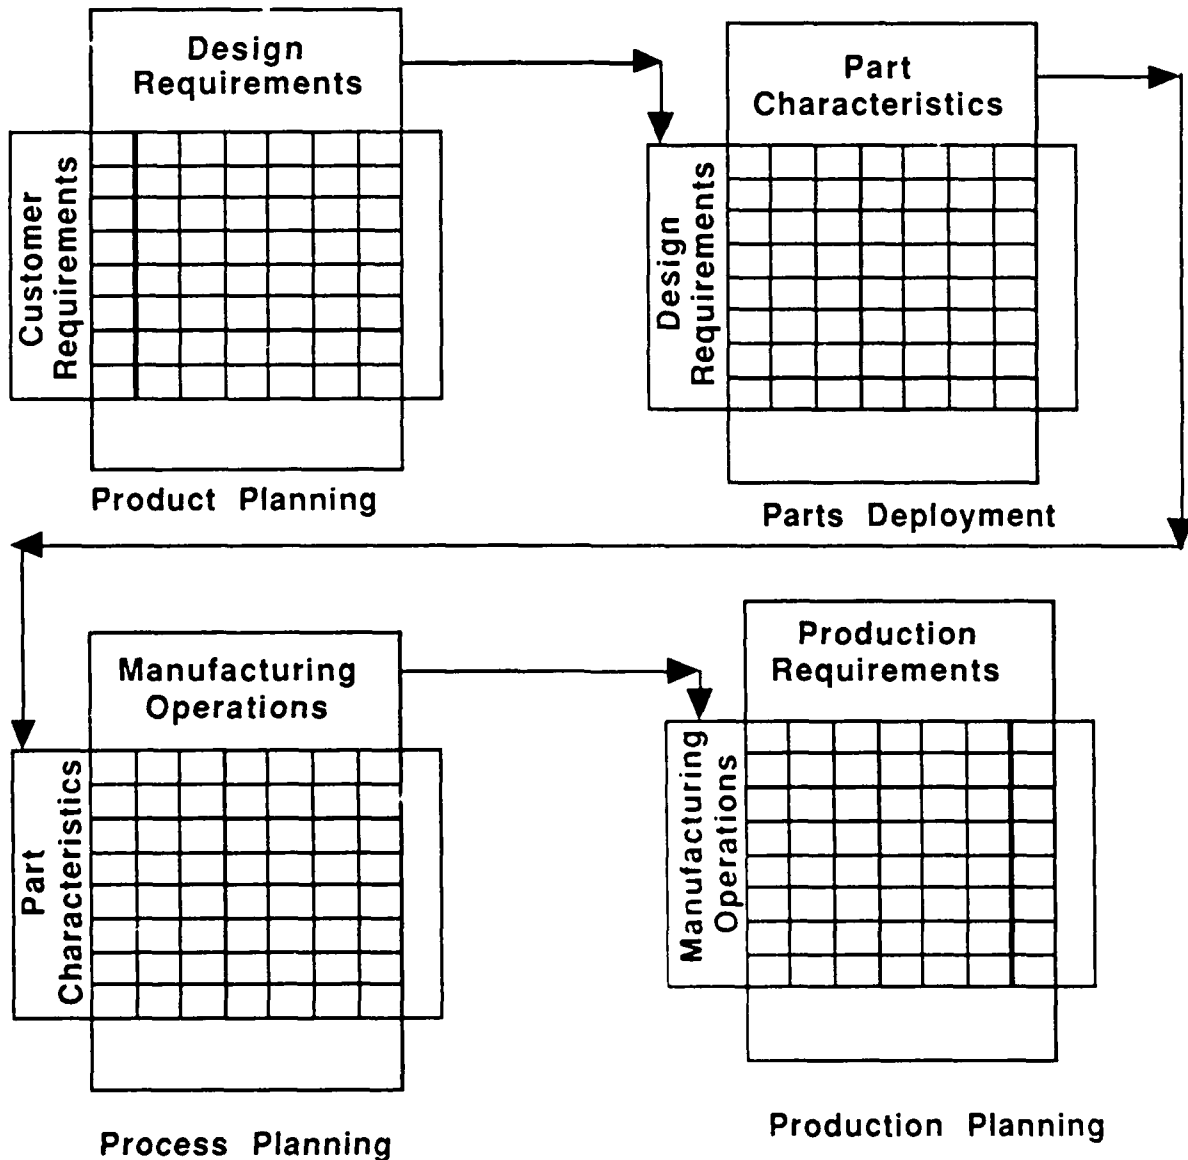 Design
Requirements
Customer
Requirements
Product Planning
Part
Characteristics
Design
Requirements
Parts Deployment
Manufacturing
Operations
Part
Characteristics
Process Planning
Production
Requirements
Manufacturing
Operations
Production Planning